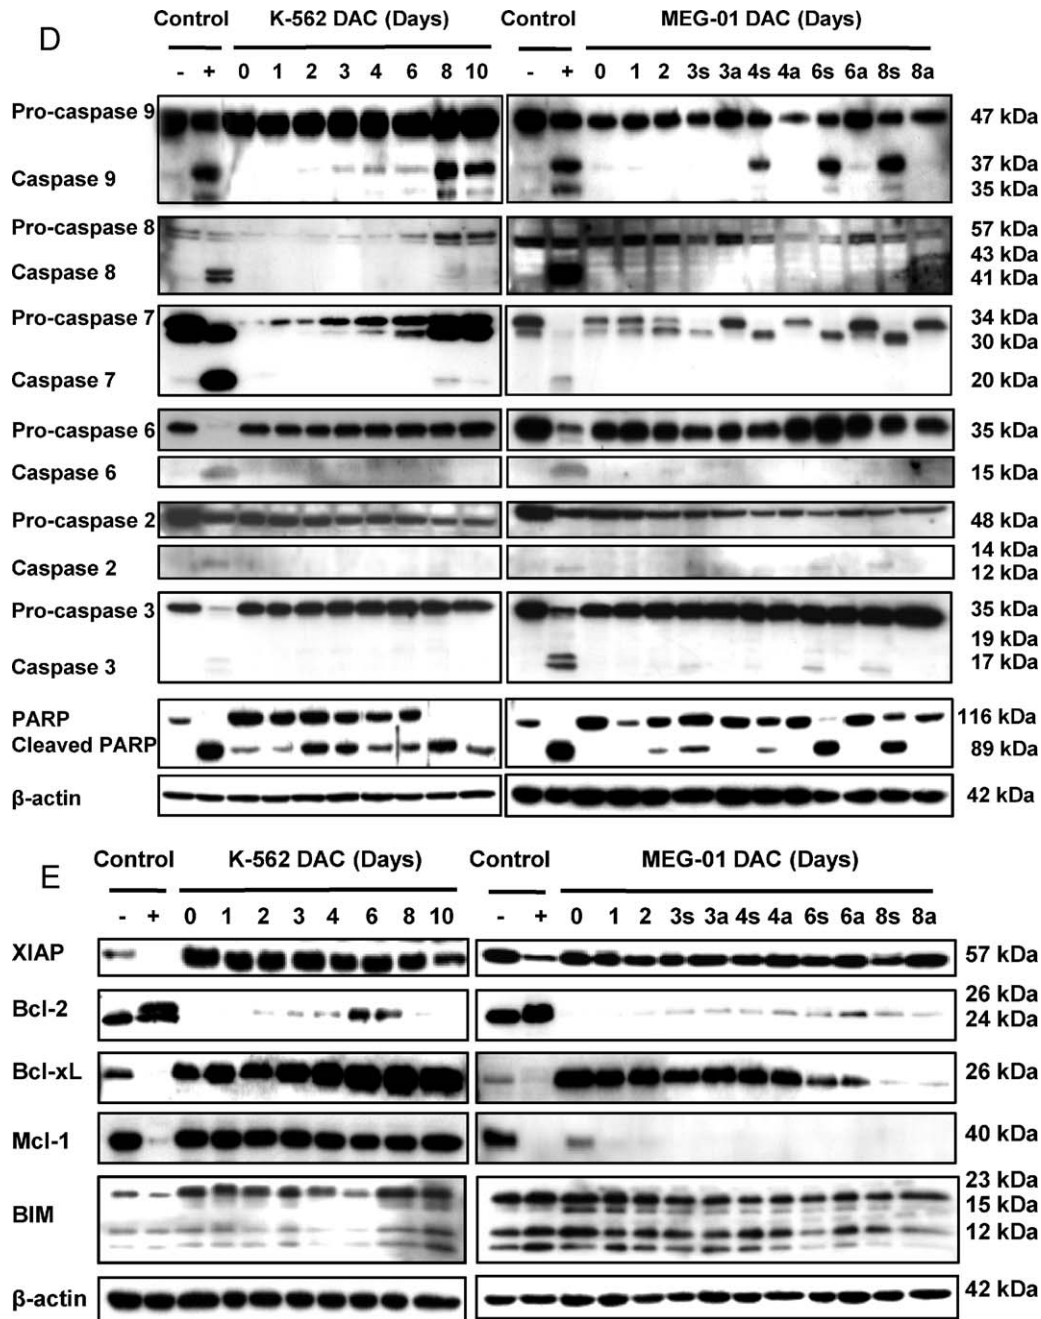 D
Control K-562 DAC (Days) Control MEG-01 DAC (Days)
- + 0 1 2 3 4 6 8 10 - + 0 1 2 3s 3a 4s 4a 6s 6a 8s 8a
Pro-caspase 9 47 kDa
37 kDa
Caspase 9 35 kDa
Pro-caspase 8 57 kDa
43 kDa
Caspase 8 41 kDa
Pro-caspase 7 34 kDa
30 kDa
Caspase 7 20 kDa
Pro-caspase 6 35 kDa
Caspase 6 15 kDa
Pro-caspase 2 48 kDa
14 kDa
Caspase 2 12 kDa
Pro-caspase 3 35 kDa
19 kDa
Caspase 3 17 kDa
PARP 116 kDa
Cleaved PARP 89 kDa
β-actin 42 kDa
E
Control K-562 DAC (Days) Control MEG-01 DAC (Days)
- + 0 1 2 3 4 6 8 10 - + 0 1 2 3s 3a 4s 4a 6s 6a 8s 8a
XIAP 57 kDa
26 kDa
Bcl-2 24 kDa
Bcl-xL 26 kDa
Mcl-1 40 kDa
23 kDa
15 kDa
BIM 12 kDa
β-actin 42 kDa